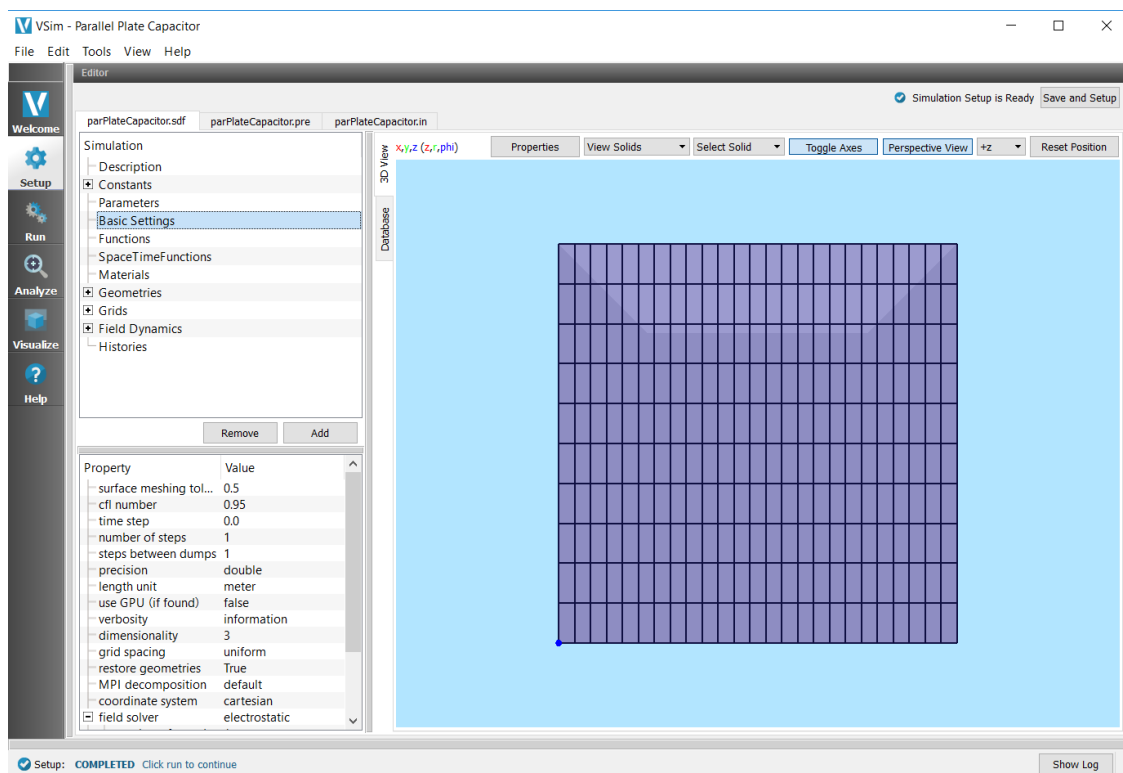 VSim - Parallel Plate Capacitor
File Edit Tools View Help
Editor
Simulation Setup is Ready Save and Setup
Welcome
Setup
Run
Analyze
Visualize
Help
parPlateCapacitor.sdf parPlateCapacitor.pre parPlateCapacitor.in
Simulation
Description
Constants
Parameters
Basic Settings
Functions
SpaceTimeFunctions
Materials
Geometries
Grids
Field Dynamics
Histories
Remove Add
Property Value
surface meshing tol... 0.5
cfl number 0.95
time step 0.0
number of steps 1
steps between dumps 1
precision double
length unit meter
use GPU (if found) false
verbosity information
dimensionality 3
grid spacing uniform
restore geometries True
MPI decomposition default
coordinate system cartesian
field solver electrostatic
3D View
Database
x,y,z (z,r,phi) Properties View Solids Select Solid Toggle Axes Perspective View +z Reset Position
Setup: COMPLETED Click run to continue
Show Log